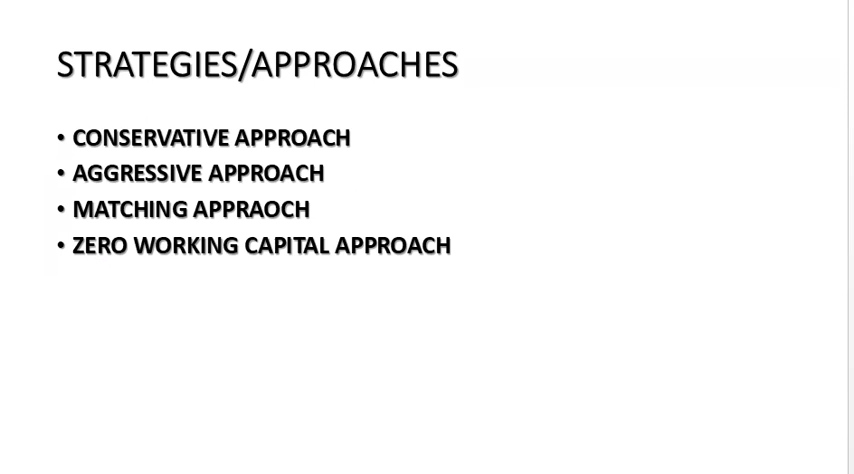 STRATEGIES/APPROACHES
• CONSERVATIVE APPROACH
• AGGRESSIVE APPROACH
• MATCHING APPRAOCH
• ZERO WORKING CAPITAL APPROACH